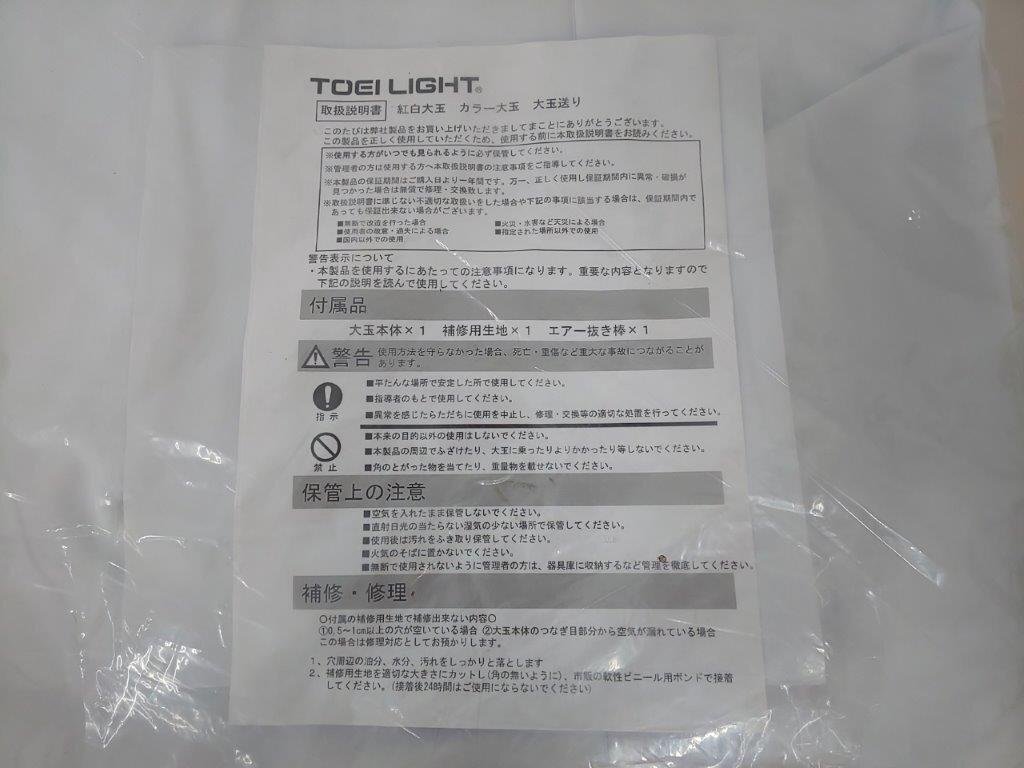 TOEI LIGHT®
取扱説明書 紅白大玉 カラー大玉 大玉送り
このたびは弊社製品をお買い上げいただきましてまことにありがとうございます。
この製品を正しく使用していただくため、使用する前に本取扱説明書をお読みください。
※使用する方がいつでも見られるように必ず保管してください。
※管理者の方は使用する方へ本取扱説明書の注意事項をご指導してください。
※本製品の保証期間はご購入日より一年間です。万一、正しく使用し保証期間内に異常・破損が
見つかった場合は無償で修理・交換致します。
※取扱説明書に準じない不適切な取扱いをした場合や下記の事項に該当する場合は、保証期間内で
あっても保証出来ない場合がございます。
■無断で改造を行った場合 ■火災・水害など天災による場合
■使用者の故意・過失による場合 ■指定された場所以外での使用
■国内以外での使用
警告表示について
・本製品を使用するにあたっての注意事項になります。重要な内容となりますので
下記の説明を読んで使用してください。
付属品
大玉本体×1 補修用生地×1 エアー抜き棒×1
警告 使用方法を守らなかった場合、死亡・重傷など重大な事故につながることが
あります。
■平たんな場所で安定した所で使用してください。
■指導者のもとで使用してください。
指示
■異常を感じたらただちに使用を中止し、修理・交換等の適切な処置を行ってください。
■本来の目的以外の使用はしないでください。
■本製品の周辺でふざけたり、大玉に乗ったりよりかかったり等しないでください。
禁止
■角のとがった物を当てたり、重量物を載せないでください。
保管上の注意
■空気を入れたまま保管しないでください。
■直射日光の当たらない湿気の少ない場所で保管してください。
■使用後は汚れをふき取り保管してください。
■火気のそばに置かないでください。
■無断で使用されないように管理者の方は、器具庫に収納するなど管理を徹底してください。
補修・修理
○付属の補修用生地で補修出来ない内容○
①0.5~1cm以上の穴が空いている場合 ②大玉本体のつなぎ目部分から空気が漏れている場合
この場合は修理対応としてお預かりします。
1、穴周辺の油分、水分、汚れをしっかりと落とします
2、補修用生地を適切な大きさにカットし(角の無いように)、市販の軟性ビニール用ボンドで接着
してください。(接着後24時間はご使用にならないでください)